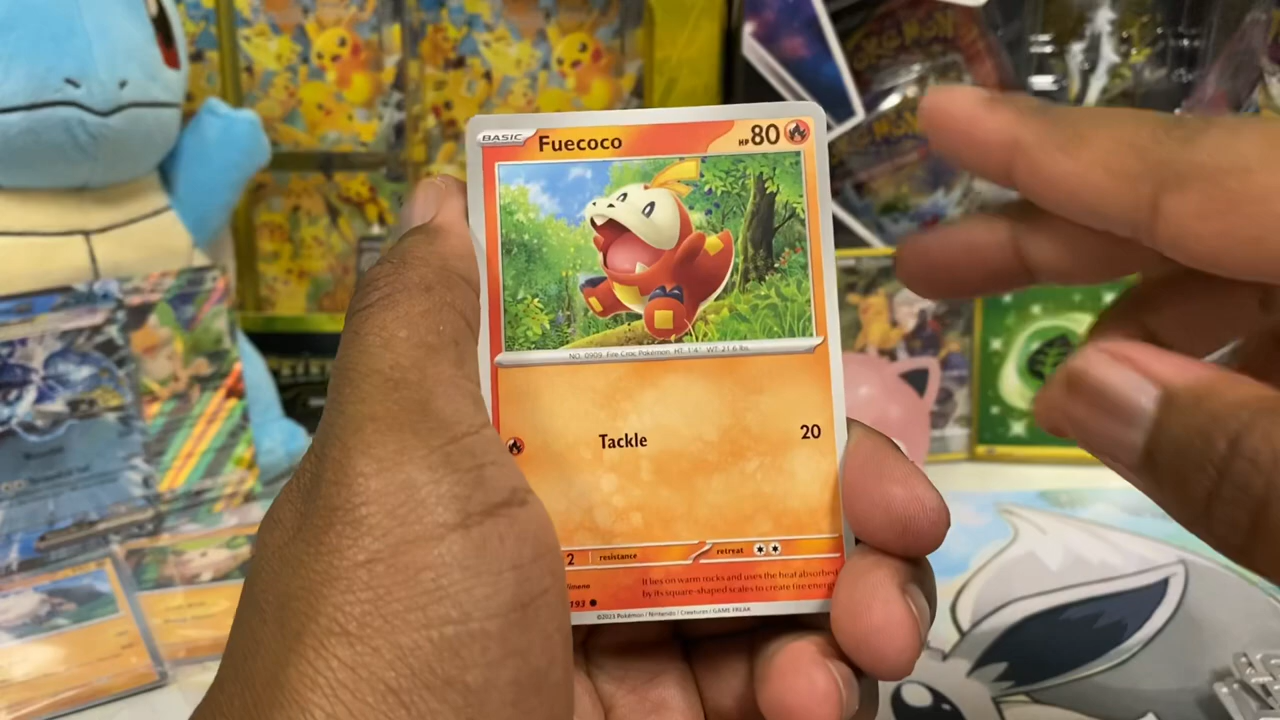 BASIC Fuecoco HP 80
NO. 0909 Fire Croc Pokémon HT: 1'4" WT: 21.6 lbs.
Tackle 20
2 resistance retreat
It lies on warm rocks and uses the heat absorbed
by its square-shaped scales to create fire energy
193
©2023 Pokémon / Nintendo / Creatures / GAME FREAK
POKÉMON